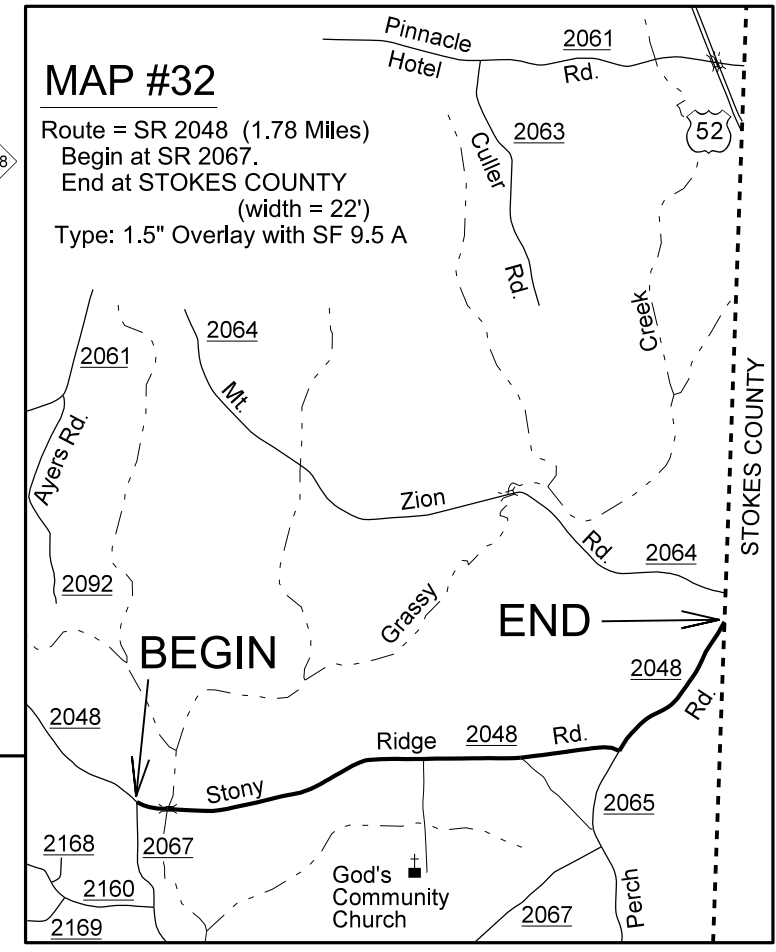 Pinnacle
Hotel
2061
Rd.
MAP #32
Route = SR 2048 (1.78 Miles)
Begin at SR 2067.
End at STOKES COUNTY
(width = 22')
Type: 1.5" Overlay with SF 9.5 A
8
52
2063
Culler
Rd.
Creek
2064
2061
Mt.
Ayers Rd.
STOKES COUNTY
Zion
Rd.
2064
2092
Grassy
END
BEGIN
2048
Rd.
2048
Ridge
2048
Rd.
Stony
2065
2168
2067
2160
2169
God's
Community
Church
2067
Perch